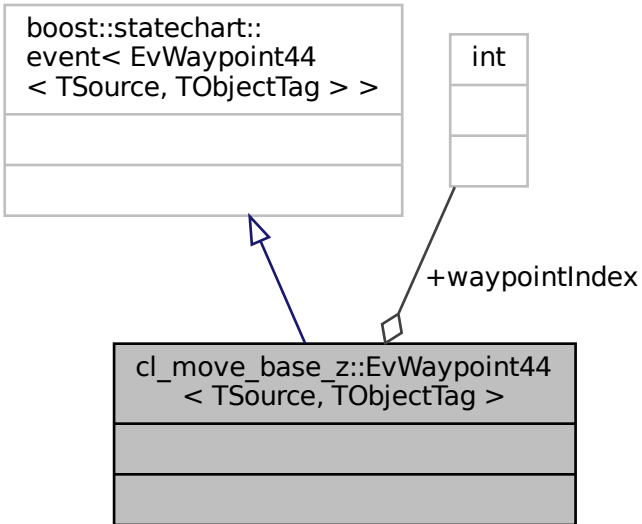 boost::statechart::
event< EvWaypoint44
< TSource, TObjectTag > >
int
+waypointIndex
cl_move_base_z::EvWaypoint44
< TSource, TObjectTag >